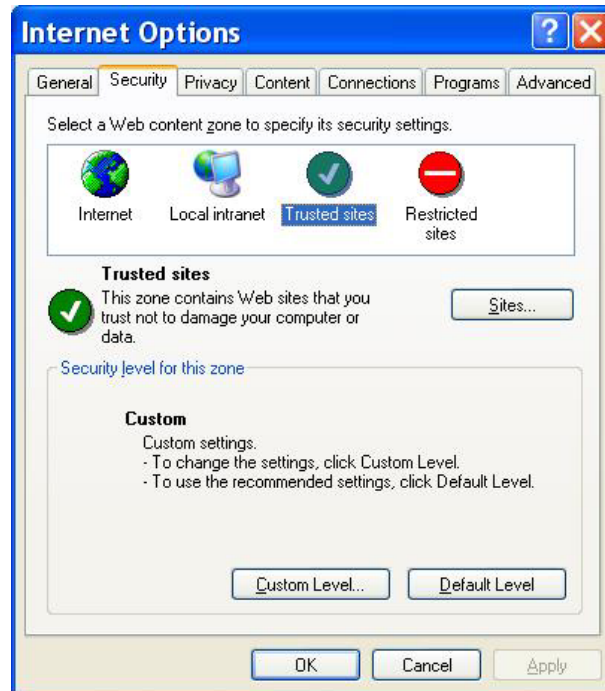 Internet Options
General Security Privacy Content Connections Programs Advanced
Select a Web content zone to specify its security settings.
Internet Local intranet Trusted sites Restricted
sites
Trusted sites
This zone contains Web sites that you
trust not to damage your computer or
data.
Sites...
Security level for this zone
Custom
Custom settings.
- To change the settings, click Custom Level.
- To use the recommended settings, click Default Level.
Custom Level... Default Level
OK Cancel Apply